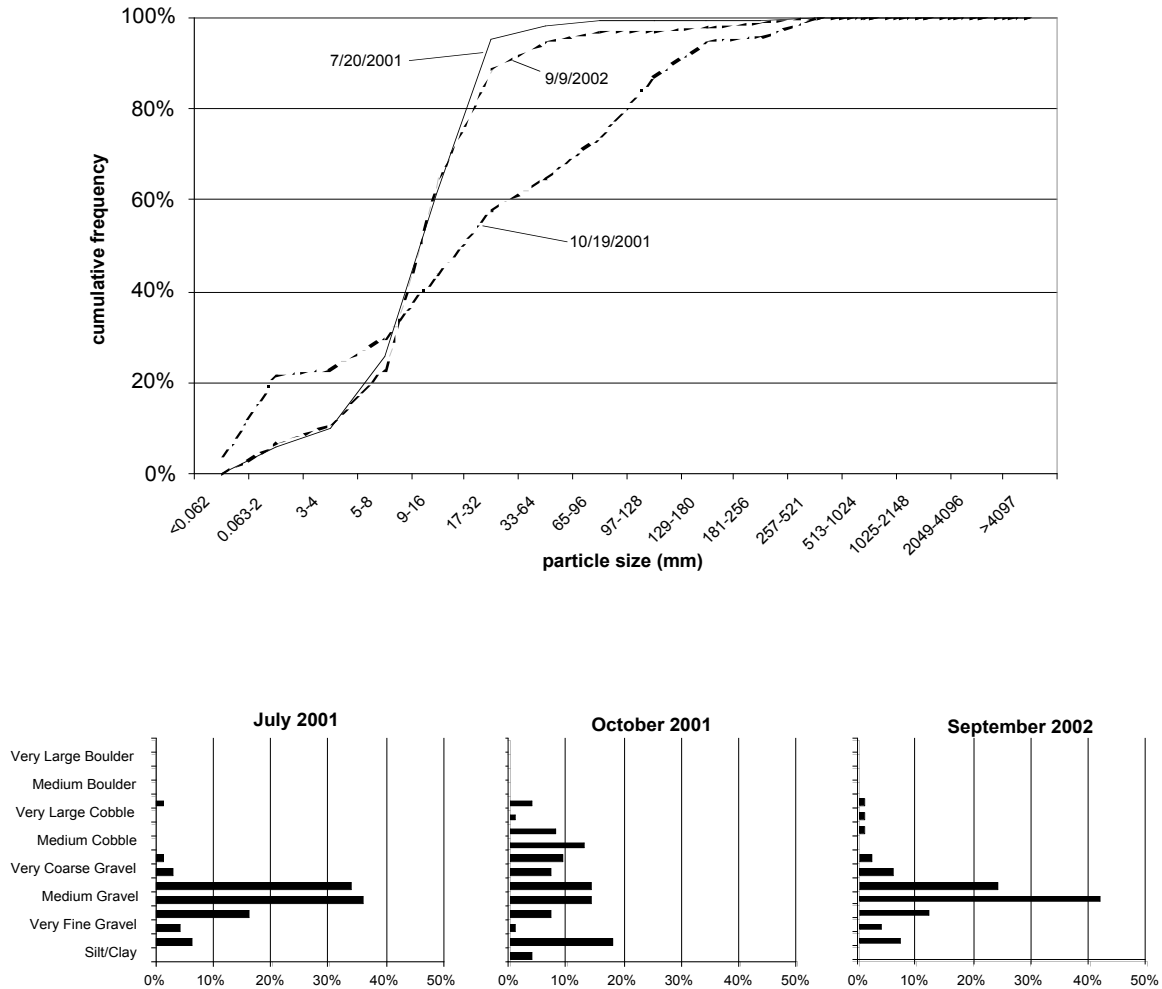 100%
80%
60%
40%
20%
0%
cumulative frequency
7/20/2001
9/9/2002
10/19/2001
<0.062
0.063-2
3-4
5-8
9-16
17-32
33-64
65-96
97-128
129-180
181-256
257-521
513-1024
1025-2148
2049-4096
>4097
particle size (mm)
July 2001
October 2001
September 2002
Very Large Boulder
Medium Boulder
Very Large Cobble
Medium Cobble
Very Coarse Gravel
Medium Gravel
Very Fine Gravel
Silt/Clay
0% 10% 20% 30% 40% 50%
0% 10% 20% 30% 40% 50%
0% 10% 20% 30% 40% 50%